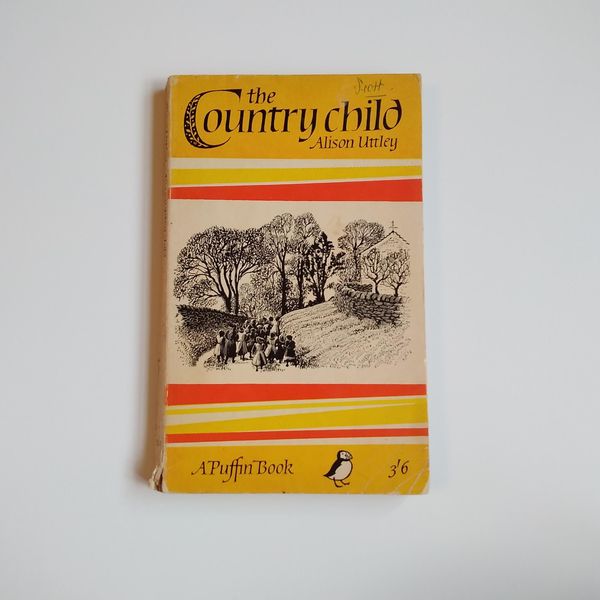 Scott
the
Country child
Alison Uttley
A Puffin Book
3'6